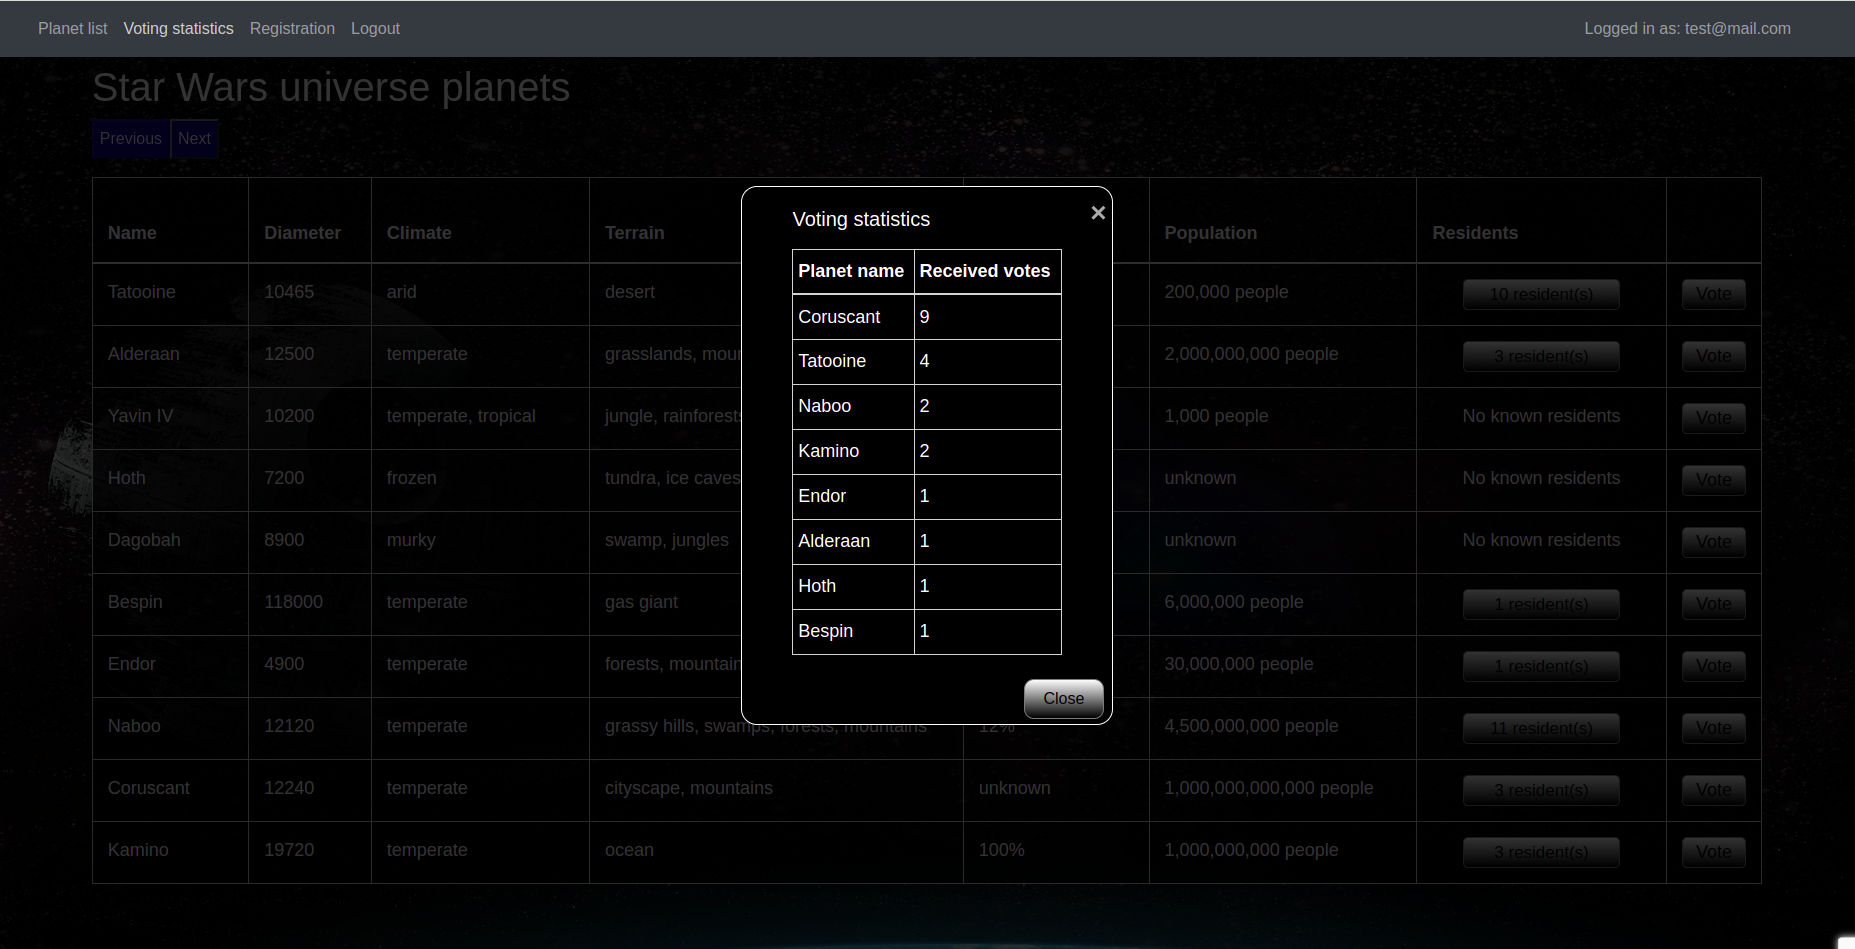 Planet list Voting statistics Registration Logout Logged in as: test@mail.com
Star Wars universe planets
Previous Next
Name Diameter Climate Terrain Population Residents
Tatooine 10465 arid desert 200,000 people 10 resident(s) Vote
Alderaan 12500 temperate grasslands, 2,000,000,000 people 3 resident(s) Vote
Yavin IV 10200 temperate, tropical jungle, rainforests 1,000 people No known residents Vote
Hoth 7200 frozen tundra, ice caves unknown No known residents Vote
Dagobah 8900 murky swamp, jungles unknown No known residents Vote
Bespin 118000 temperate gas giant 6,000,000 people 1 resident(s) Vote
Endor 4900 temperate forests, 30,000,000 people 1 resident(s) Vote
Naboo 12120 temperate grassy hills, swamps, forests, mountains 12% 4,500,000,000 people 11 resident(s) Vote
Coruscant 12240 temperate cityscape, mountains unknown 1,000,000,000,000 people 3 resident(s) Vote
Kamino 19720 temperate ocean 100% 1,000,000,000 people 3 resident(s) Vote
Voting statistics ×
Planet name Received votes
Coruscant 9
Tatooine 4
Naboo 2
Kamino 2
Endor 1
Alderaan 1
Hoth 1
Bespin 1
Close